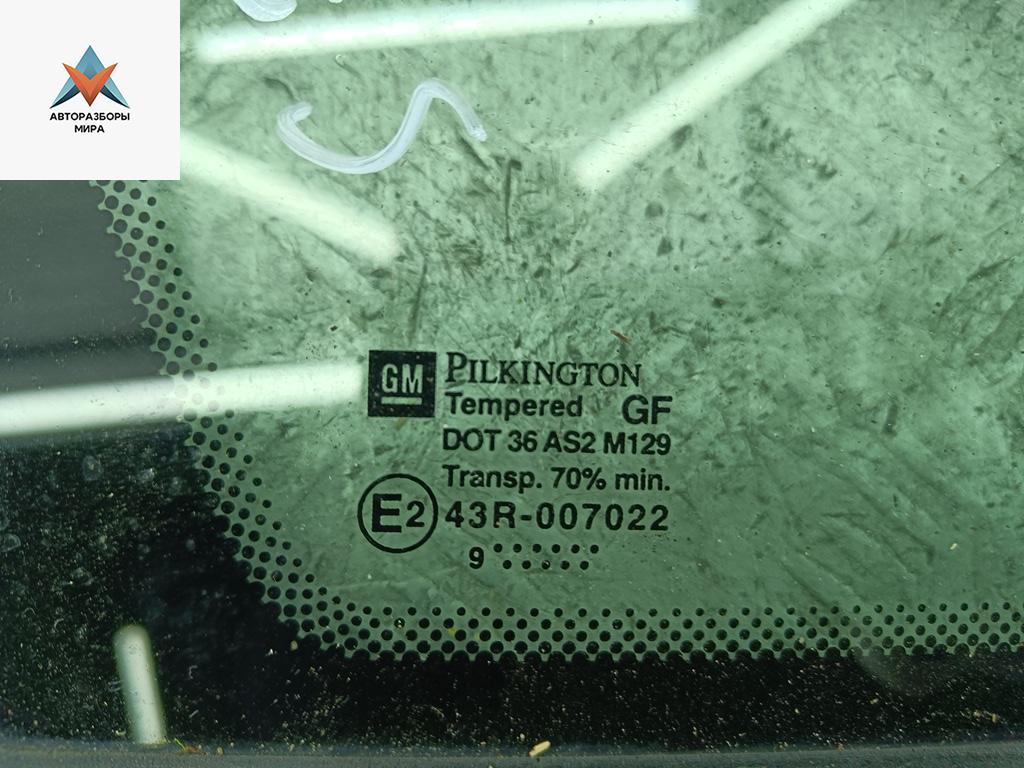 АВТОРАЗБОРЫ
МИРА
GM PILKINGTON
Tempered GF
DOT 36 AS2 M129
Transp. 70% min.
E2 43R-007022
9